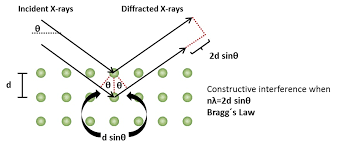 Incident X-rays
Diffracted X-rays
θ
2d sinθ
d
θ θ
Constructive interference when
nλ=2d sinθ
Bragg´s Law
d sinθ